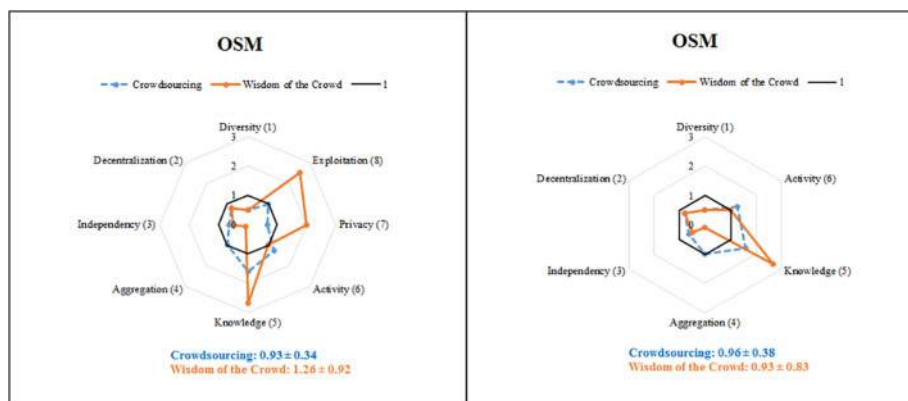 OSM
Crowdsourcing Wisdom of the Crowd 1
Diversity (1)
3
Decentralization (2) Exploitation (8)
2
1
Independency (3) 0 Privacy (7)
Aggregation (4) Activity (6)
Knowledge (5)
Crowdsourcing: 0.93 ± 0.34
Wisdom of the Crowd: 1.26 ± 0.92
OSM
Crowdsourcing Wisdom of the Crowd 1
Diversity (1)
3
2
Decentralization (2) Activity (6)
1
0
Independency (3) Knowledge (5)
Aggregation (4)
Crowdsourcing: 0.96 ± 0.38
Wisdom of the Crowd: 0.93 ± 0.83